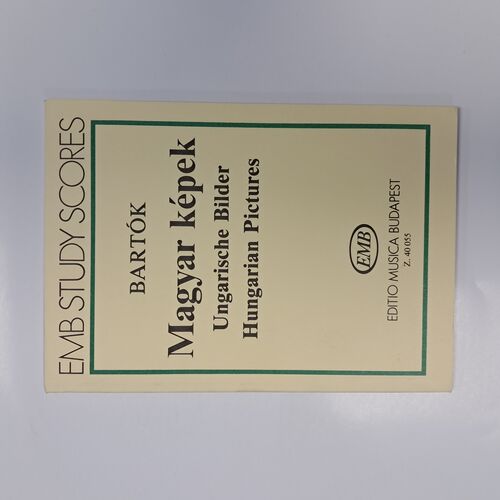 EMB STUDY SCORES
BARTÓK
Magyar képek
Ungarische Bilder
Hungarian Pictures
EMB
EDITIO MUSICA BUDAPEST
Z. 40 055